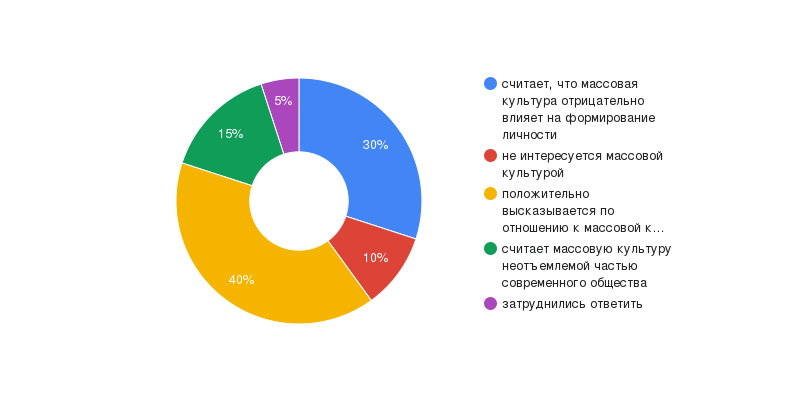 5%
15%
30%
10%
40%
считает, что массовая
культура отрицательно
влияет на формирование
личности
не интересуется массовой
культурой
положительно
высказывается по
отношению к массовой к...
считает массовую культуру
неотъемлемой частью
современного общества
затруднились ответить